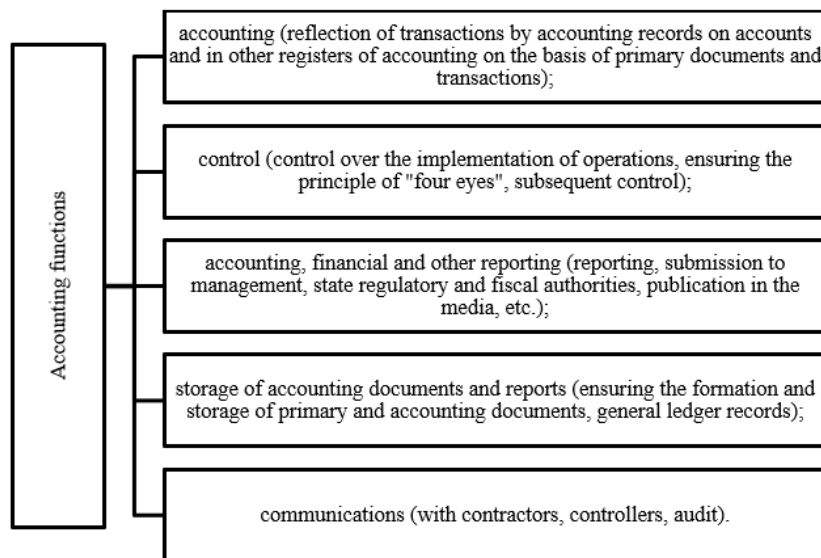 Accounting functions
accounting (reflection of transactions by accounting records on accounts
and in other registers of accounting on the basis of primary documents and
transactions);
control (control over the implementation of operations, ensuring the
principle of "four eyes", subsequent control);
accounting, financial and other reporting (reporting, submission to
management, state regulatory and fiscal authorities, publication in the
media, etc.);
storage of accounting documents and reports (ensuring the formation and
storage of primary and accounting documents, general ledger records);
communications (with contractors, controllers, audit).